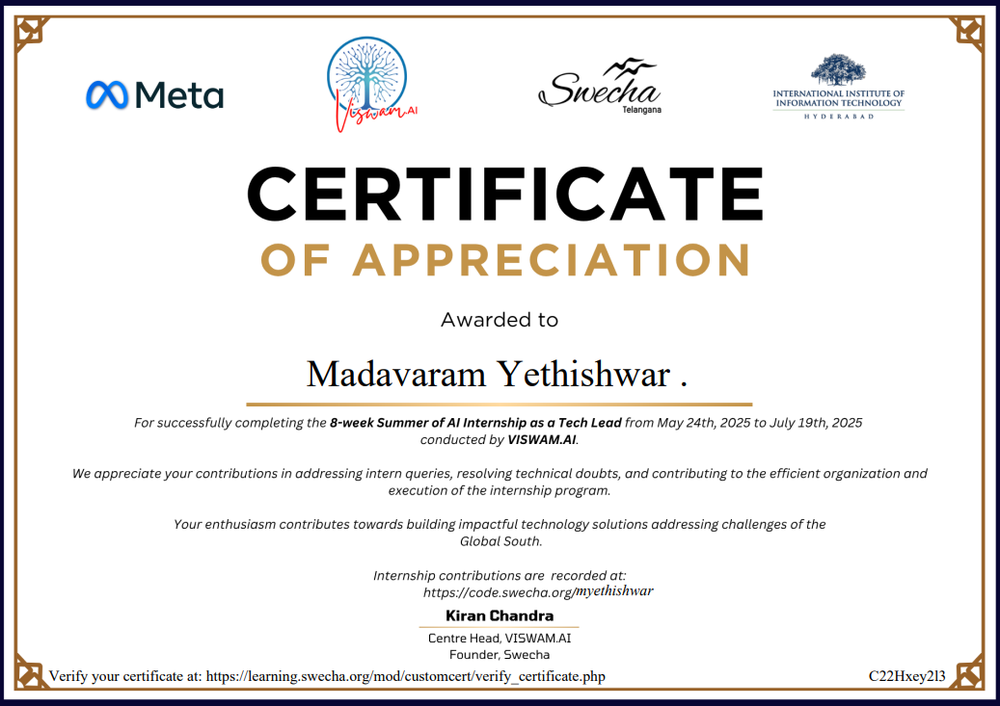 Meta
Viswam.AI
Swecha
Telangana
INTERNATIONAL INSTITUTE OF
INFORMATION TECHNOLOGY
HYDERABAD
CERTIFICATE
OF APPRECIATION
Awarded to
Madavaram Yethishwar .
For successfully completing the 8-week Summer of AI Internship as a Tech Lead from May 24th, 2025 to July 19th, 2025
conducted by VISWAM.AI.
We appreciate your contributions in addressing intern queries, resolving technical doubts, and contributing to the efficient organization and
execution of the internship program.
Your enthusiasm contributes towards building impactful technology solutions addressing challenges of the
Global South.
Internship contributions are recorded at:
https://code.swecha.org/myethishwar
Kiran Chandra
Centre Head, VISWAM.AI
Founder, Swecha
Verify your certificate at: https://learning.swecha.org/mod/customcert/verify_certificate.php
C22Hxey2l3